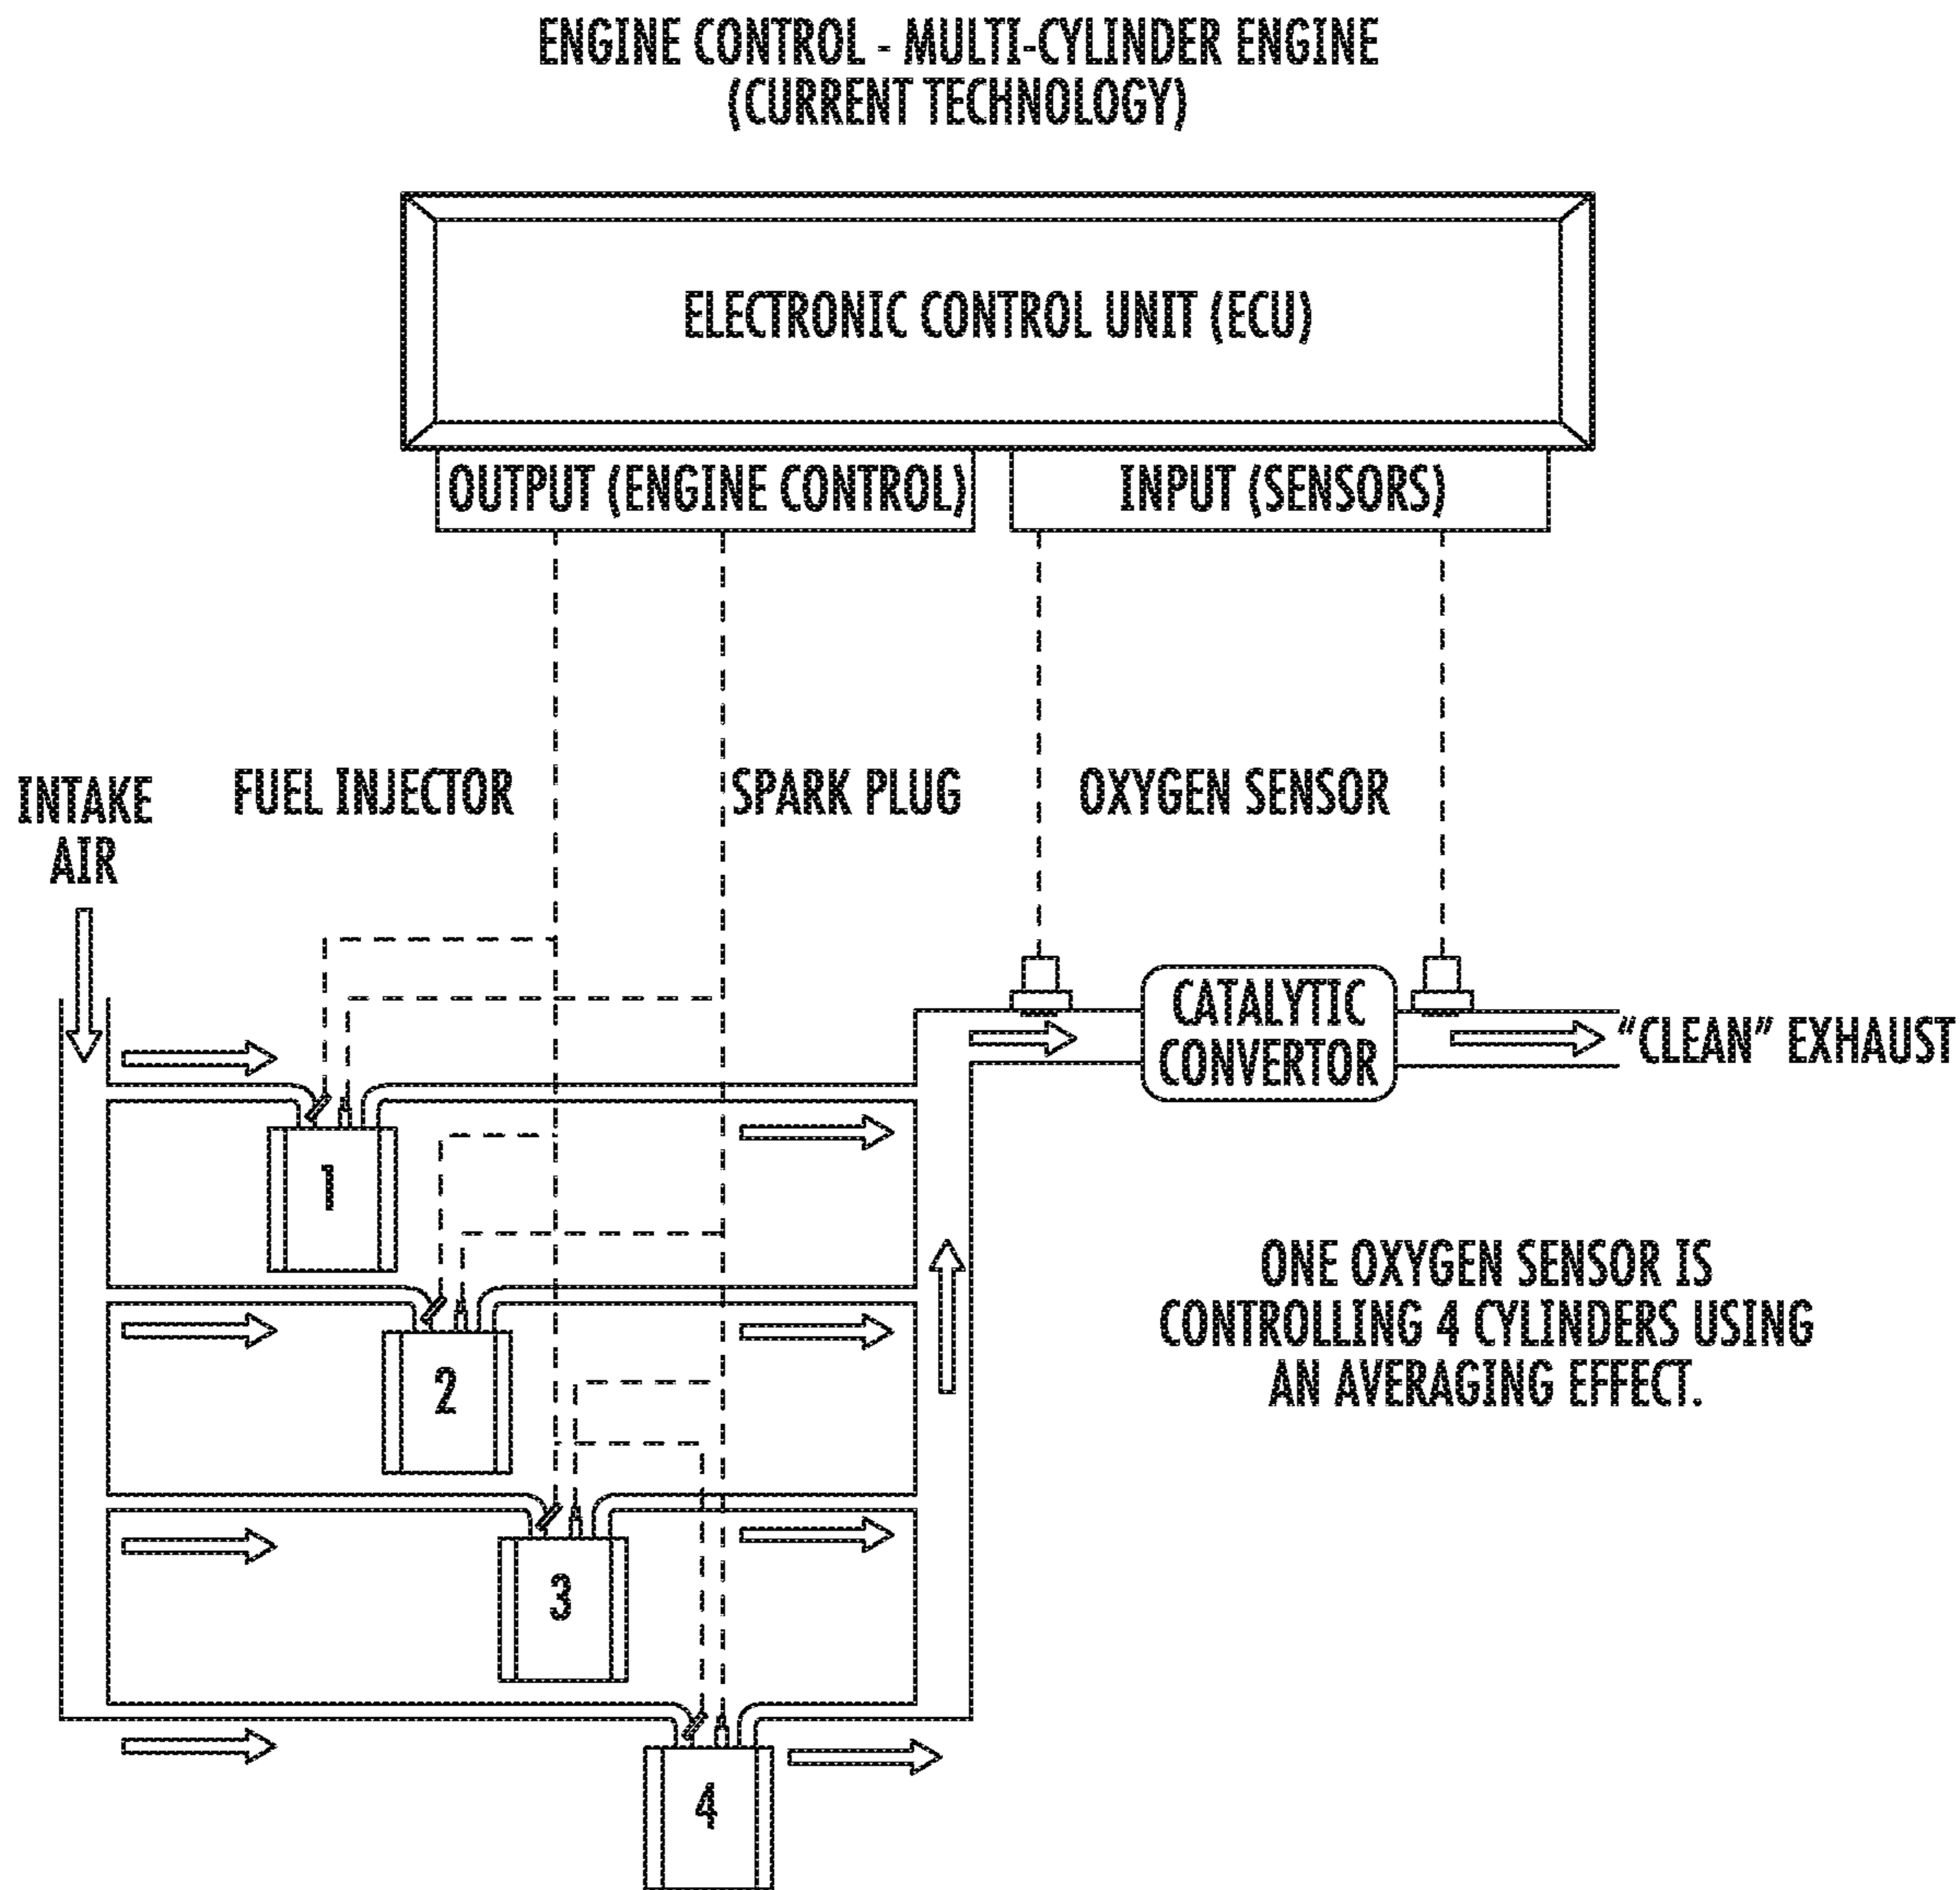 ENGINE CONTROL - MULTI-CYLINDER ENGINE
(CURRENT TECHNOLOGY)
ELECTRONIC CONTROL UNIT (ECU)
OUTPUT (ENGINE CONTROL)
INPUT (SENSORS)
INTAKE
AIR
FUEL INJECTOR
SPARK PLUG
OXYGEN SENSOR
CATALYTIC
CONVERTOR
"CLEAN" EXHAUST
1
2
3
4
ONE OXYGEN SENSOR IS
CONTROLLING 4 CYLINDERS USING
AN AVERAGING EFFECT.